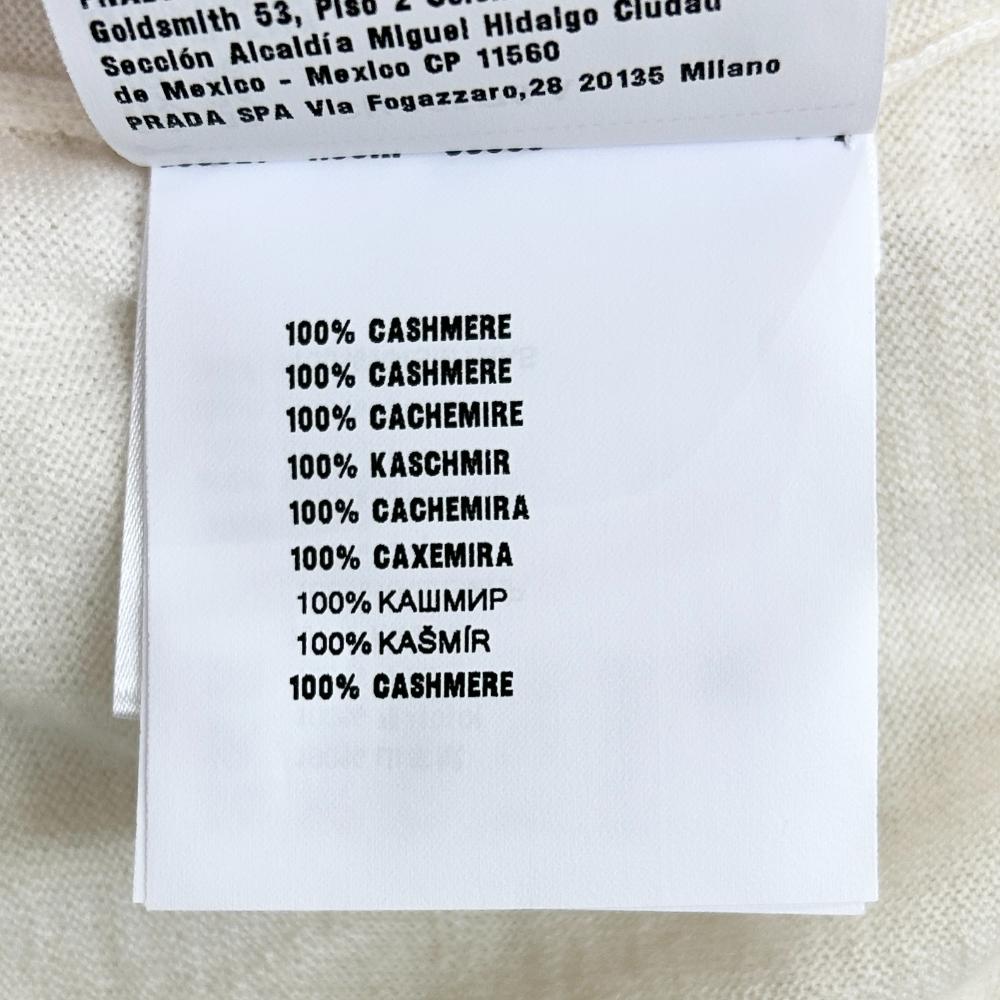 Goldsmith 53, Piso 2
Sección Alcaldía Miguel Hidalgo Ciudad
de Mexico - Mexico CP 11560
PRADA SPA Via Fogazzaro,28 20135 Milano
100% CASHMERE
100% CASHMERE
100% CACHEMIRE
100% KASCHMIR
100% CACHEMIRA
100% CAXEMIRA
100% КАШМИР
100% KAŠMÍR
100% CASHMERE